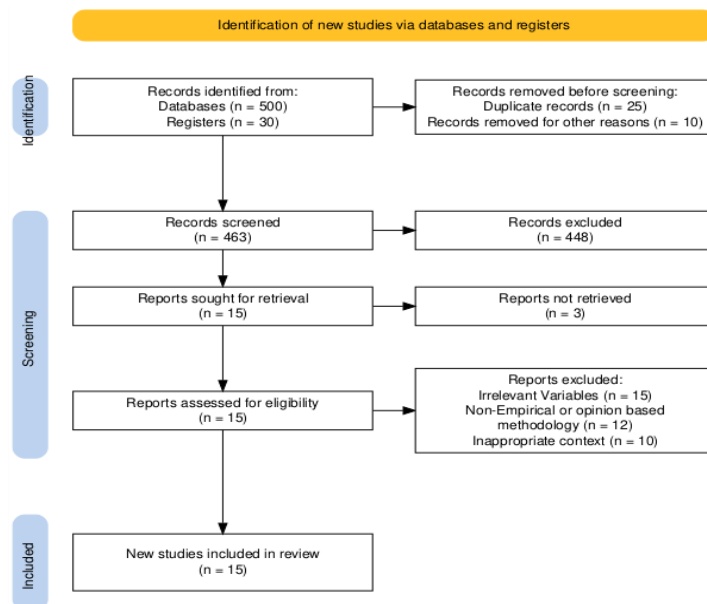 Identification of new studies via databases and registers
Identification
Records identified from:
Databases (n = 500)
Registers (n = 30)
Records removed before screening:
Duplicate records (n = 25)
Records removed for other reasons (n = 10)
Screening
Records screened
(n = 463)
Records excluded
(n = 448)
Reports sought for retrieval
(n = 15)
Reports not retrieved
(n = 3)
Reports assessed for eligibility
(n = 15)
Reports excluded:
Irrelevant Variables (n = 15)
Non-Empirical or opinion based
methodology (n = 12)
Inappropriate context (n = 10)
Included
New studies included in review
(n = 15)